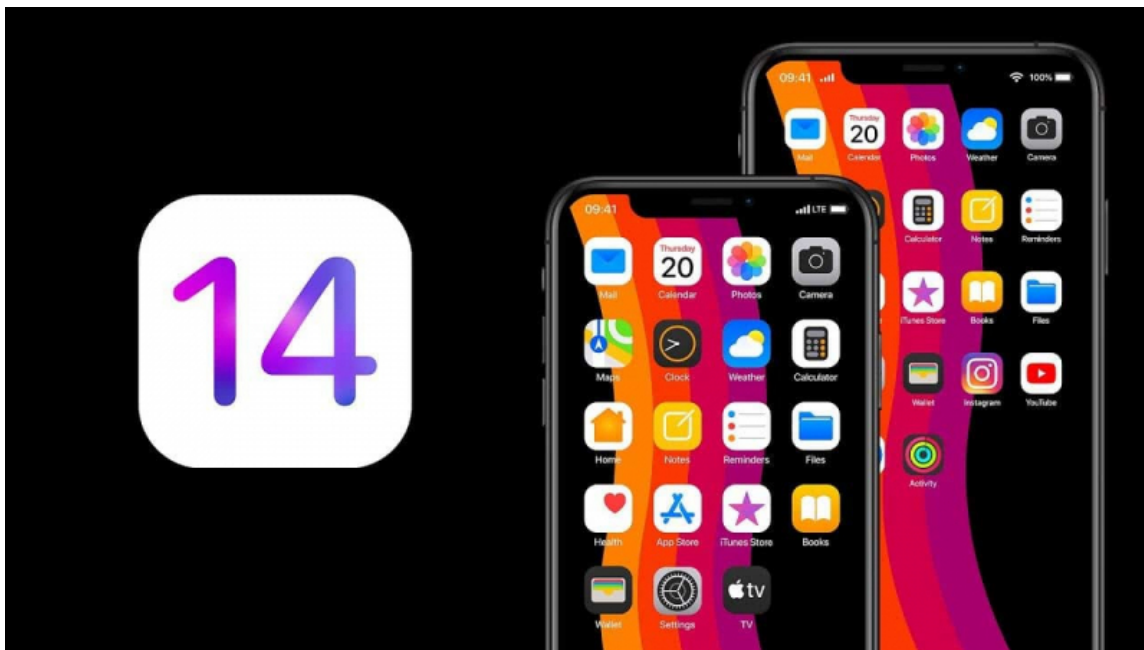 14
09:41
LTE
Thursday
20
Mail Calendar Photos Camera
Maps Clock Weather Calculator
Home Notes Reminders Files
Health App Store iTunes Store Books
tv
Wallet Settings TV
09:41
100%
Thursday
20
Mail Calendar Photos Weather Camera
Calculator Notes Reminders
iTunes Store Books Files
Wallet Instagram YouTube
Activity